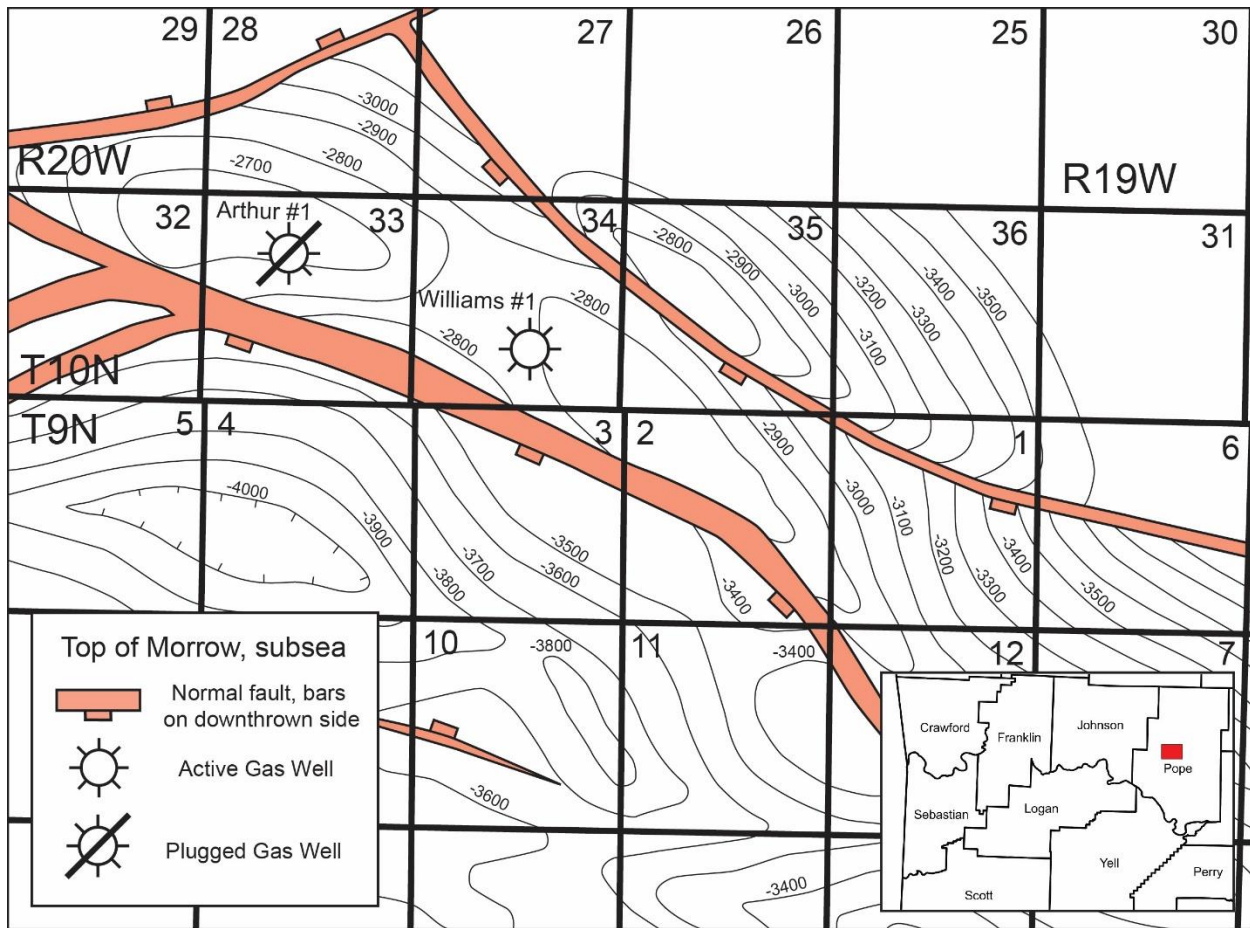 29 28 27 26 25 30
-3000
-2900
R20W
-2800
R19W
-2700
32 Arthur #1 33 34 35 36 31
-2800
-2900
-3400
-3000
-3200
-3500
Williams #1
-2800
-3300
-3100
-2800
T10N
T9N
5 4 3 2 1 6
-2900
-4000
-3000
-3900
-3500
-3100
-3700
-3600
-3200
-3400
-3800
-3300
-3500
-3400
10 11 12 7
-3800
-3400
-3600
-3400
Top of Morrow, subsea
Normal fault, bars
on downthrown side
Active Gas Well
Plugged Gas Well
Crawford
Franklin
Johnson
Pope
Sebastian
Logan
Yell
Perry
Scott